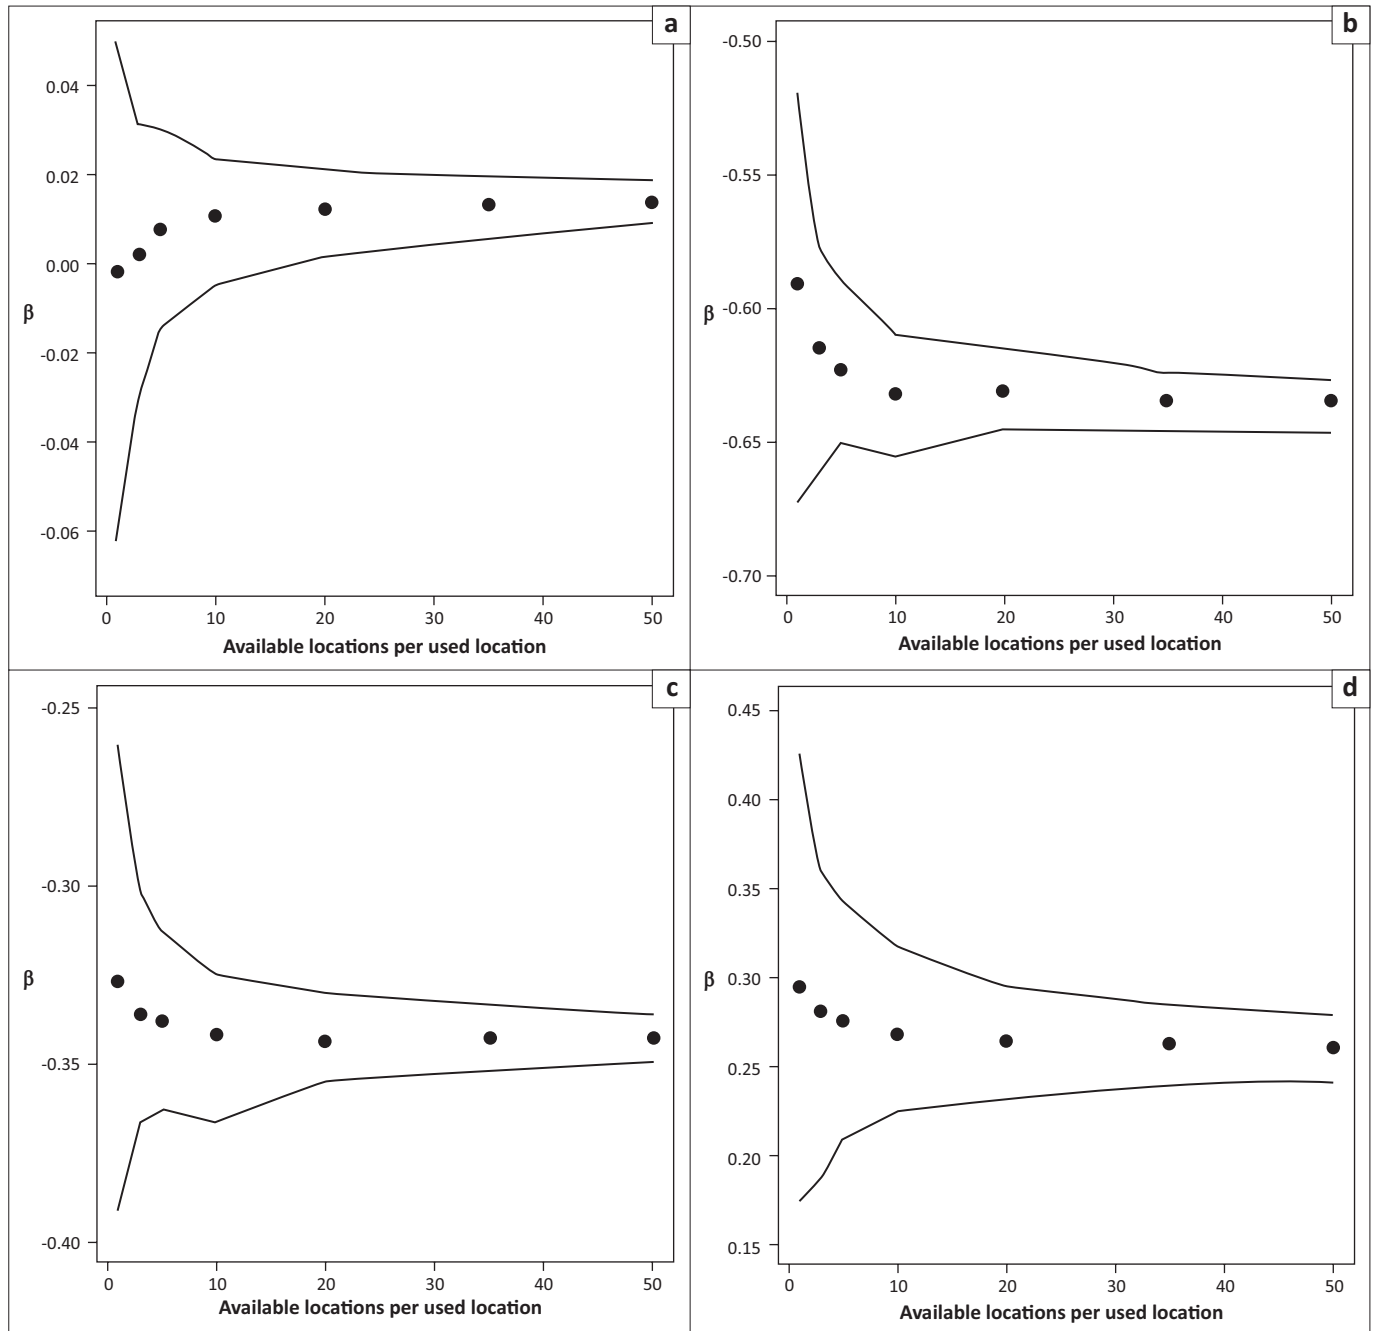 a
0.04
0.02
0.00
β
-0.02
-0.04
-0.06
0 10 20 30 40 50
Available locations per used location
b
-0.50
-0.55
β -0.60
-0.65
-0.70
0 10 20 30 40 50
Available locations per used location
c
-0.25
-0.30
β
-0.35
-0.40
0 10 20 30 40 50
Available locations per used location
d
0.45
0.40
0.35
β 0.30
0.25
0.20
0.15
0 10 20 30 40 50
Available locations per used location